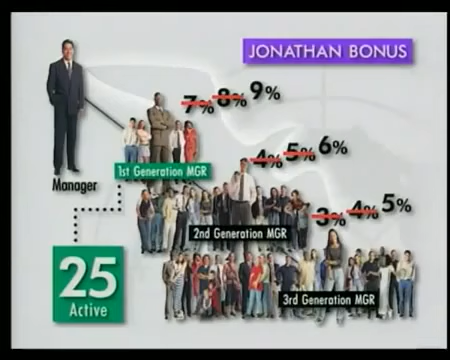 JONATHAN BONUS
7% 8% 9%
1st Generation MGR
4% 5% 6%
Manager
2nd Generation MGR
3% 4% 5%
25
Active
3rd Generation MGR